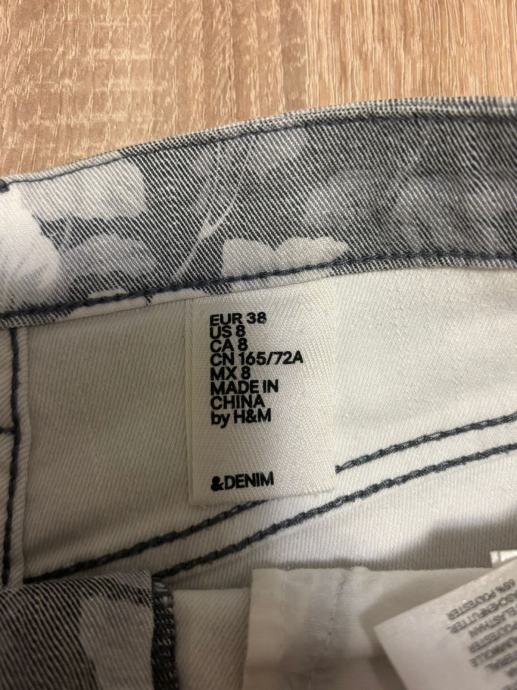 EUR 38
US 8
CA 8
CN 165/72A
MX 8
MADE IN
CHINA
by H&M
&DENIM